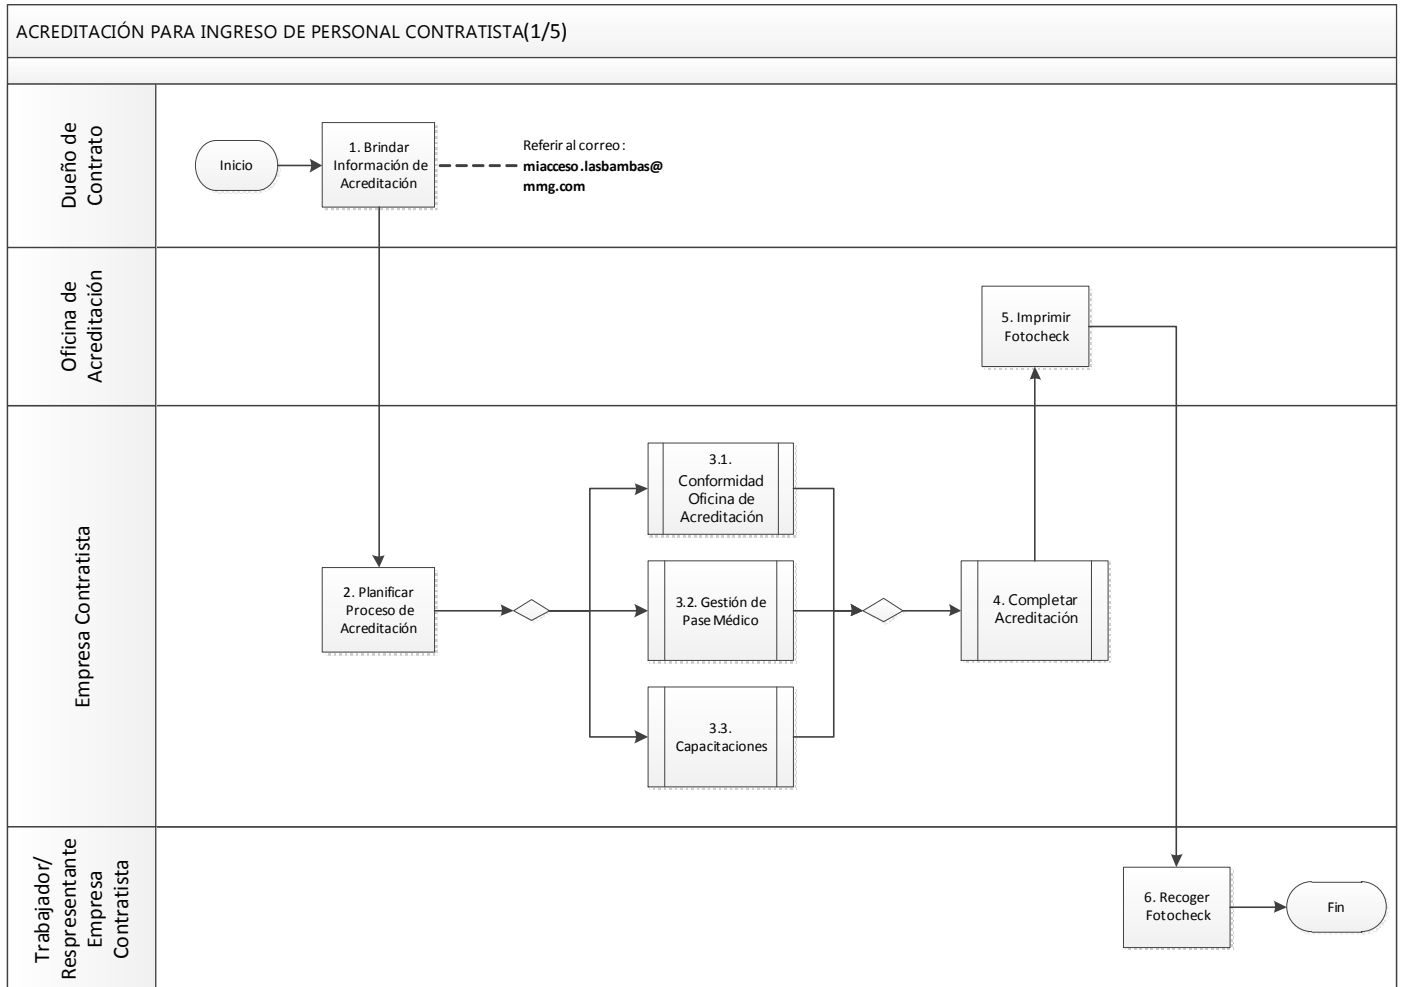 ACREDITACIÓN PARA INGRESO DE PERSONAL CONTRATISTA(1/5)
Dueño de
Contrato
Inicio
1. Brindar
Información de
Acreditación
Referir al correo:
miacceso.lasbambas@
mmg.com
Oficina de
Acreditación
5. Imprimir
Fotocheck
Empresa Contratista
2. Planificar
Proceso de
Acreditación
3.1.
Conformidad
Oficina de
Acreditación
3.2. Gestión de
Pase Médico
3.3.
Capacitaciones
4. Completar
Acreditación
Trabajador/
Respresentante
Empresa
Contratista
6. Recoger
Fotocheck
Fin